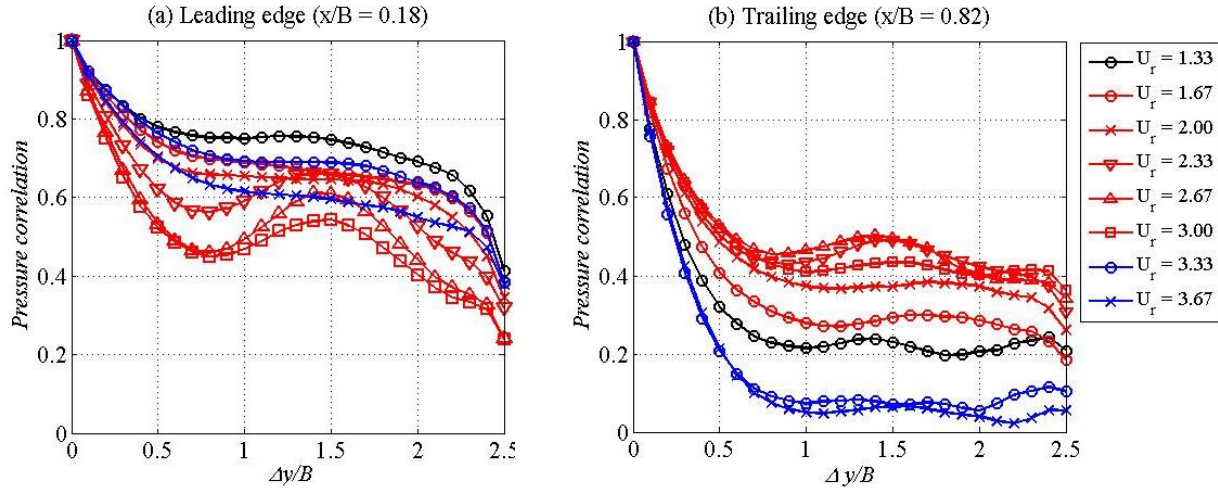 (a) Leading edge (x/B = 0.18)
Pressure correlation
1
0.8
0.6
0.4
0.2
0
0 0.5 1 1.5 2 2.5
Δy/B
(b) Trailing edge (x/B = 0.82)
Pressure correlation
1
0.8
0.6
0.4
0.2
0
0 0.5 1 1.5 2 2.5
Δ y/B
U_r = 1.33
U_r = 1.67
U_r = 2.00
U_r = 2.33
U_r = 2.67
U_r = 3.00
U_r = 3.33
U_r = 3.67